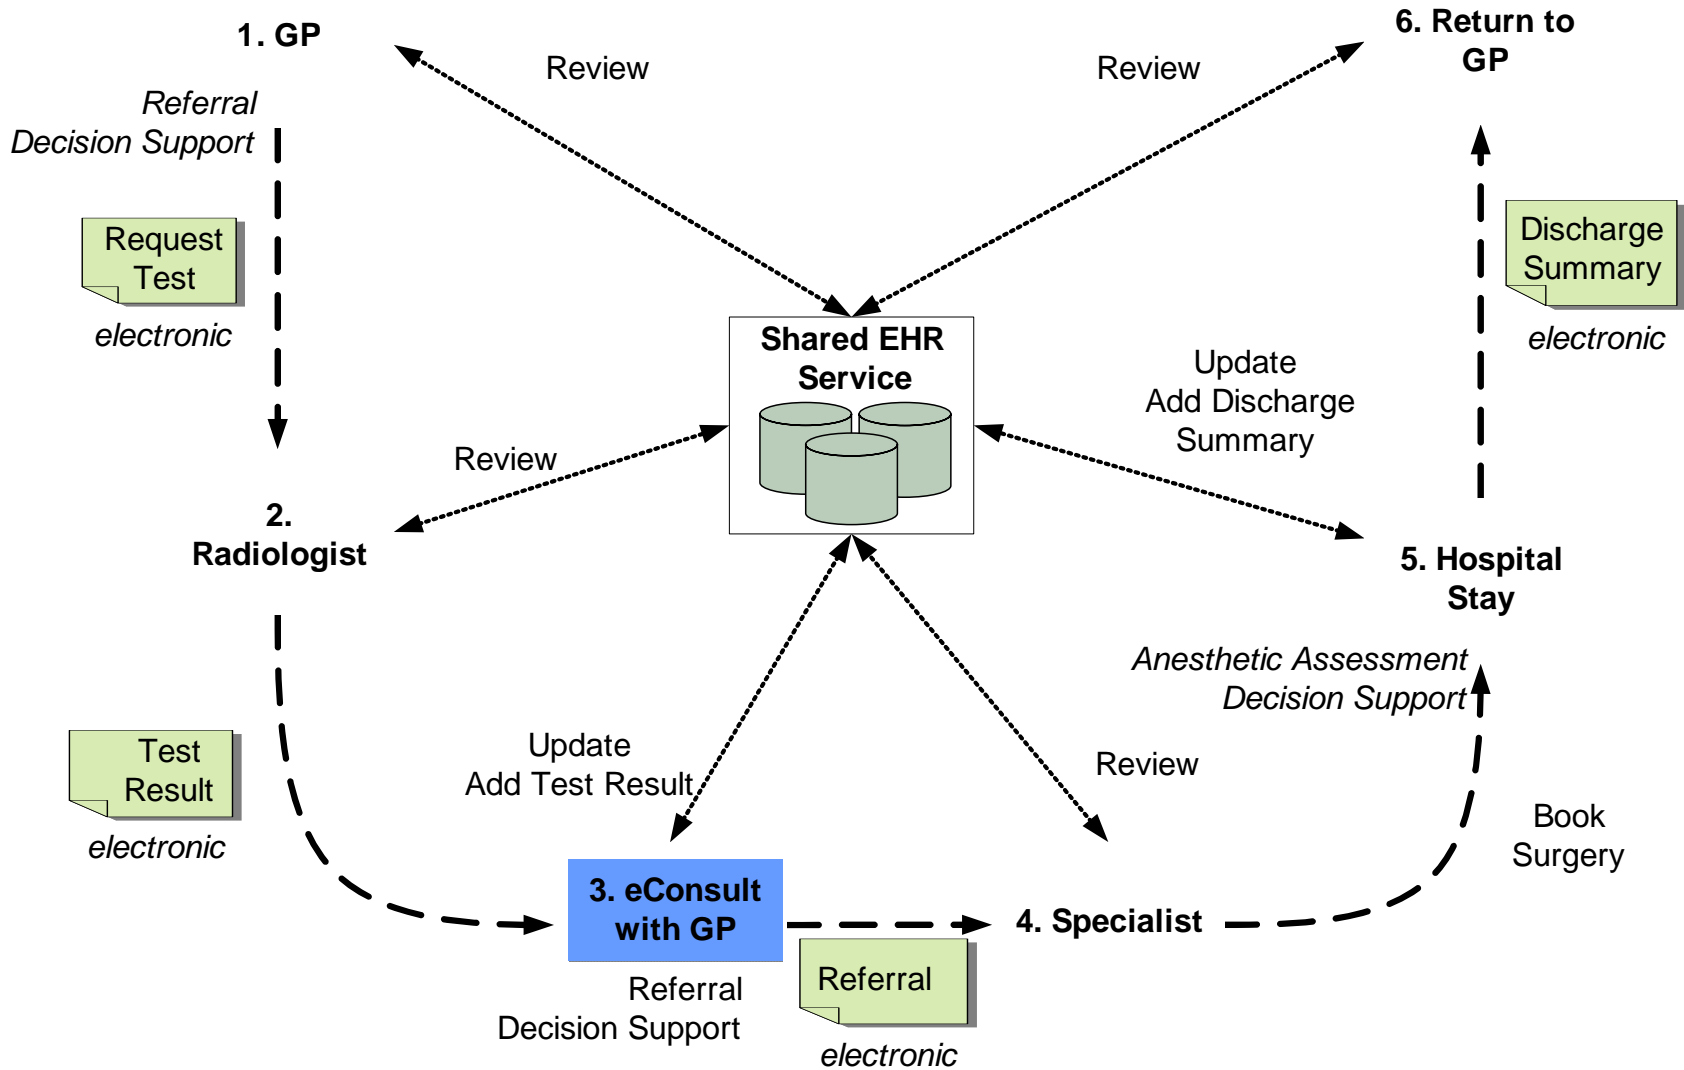 1. GP
Review
Review
6. Return to
GP
Referral
Decision Support
Request
Test
electronic
Discharge
Summary
electronic
Shared EHR
Service
Update
Add Discharge
Summary
Review
2.
Radiologist
5. Hospital
Stay
Anesthetic Assessment
Decision Support
Test
Result
electronic
Update
Add Test Result
Review
Book
Surgery
3. eConsult
with GP
4. Specialist
Referral
Decision Support
Referral
electronic